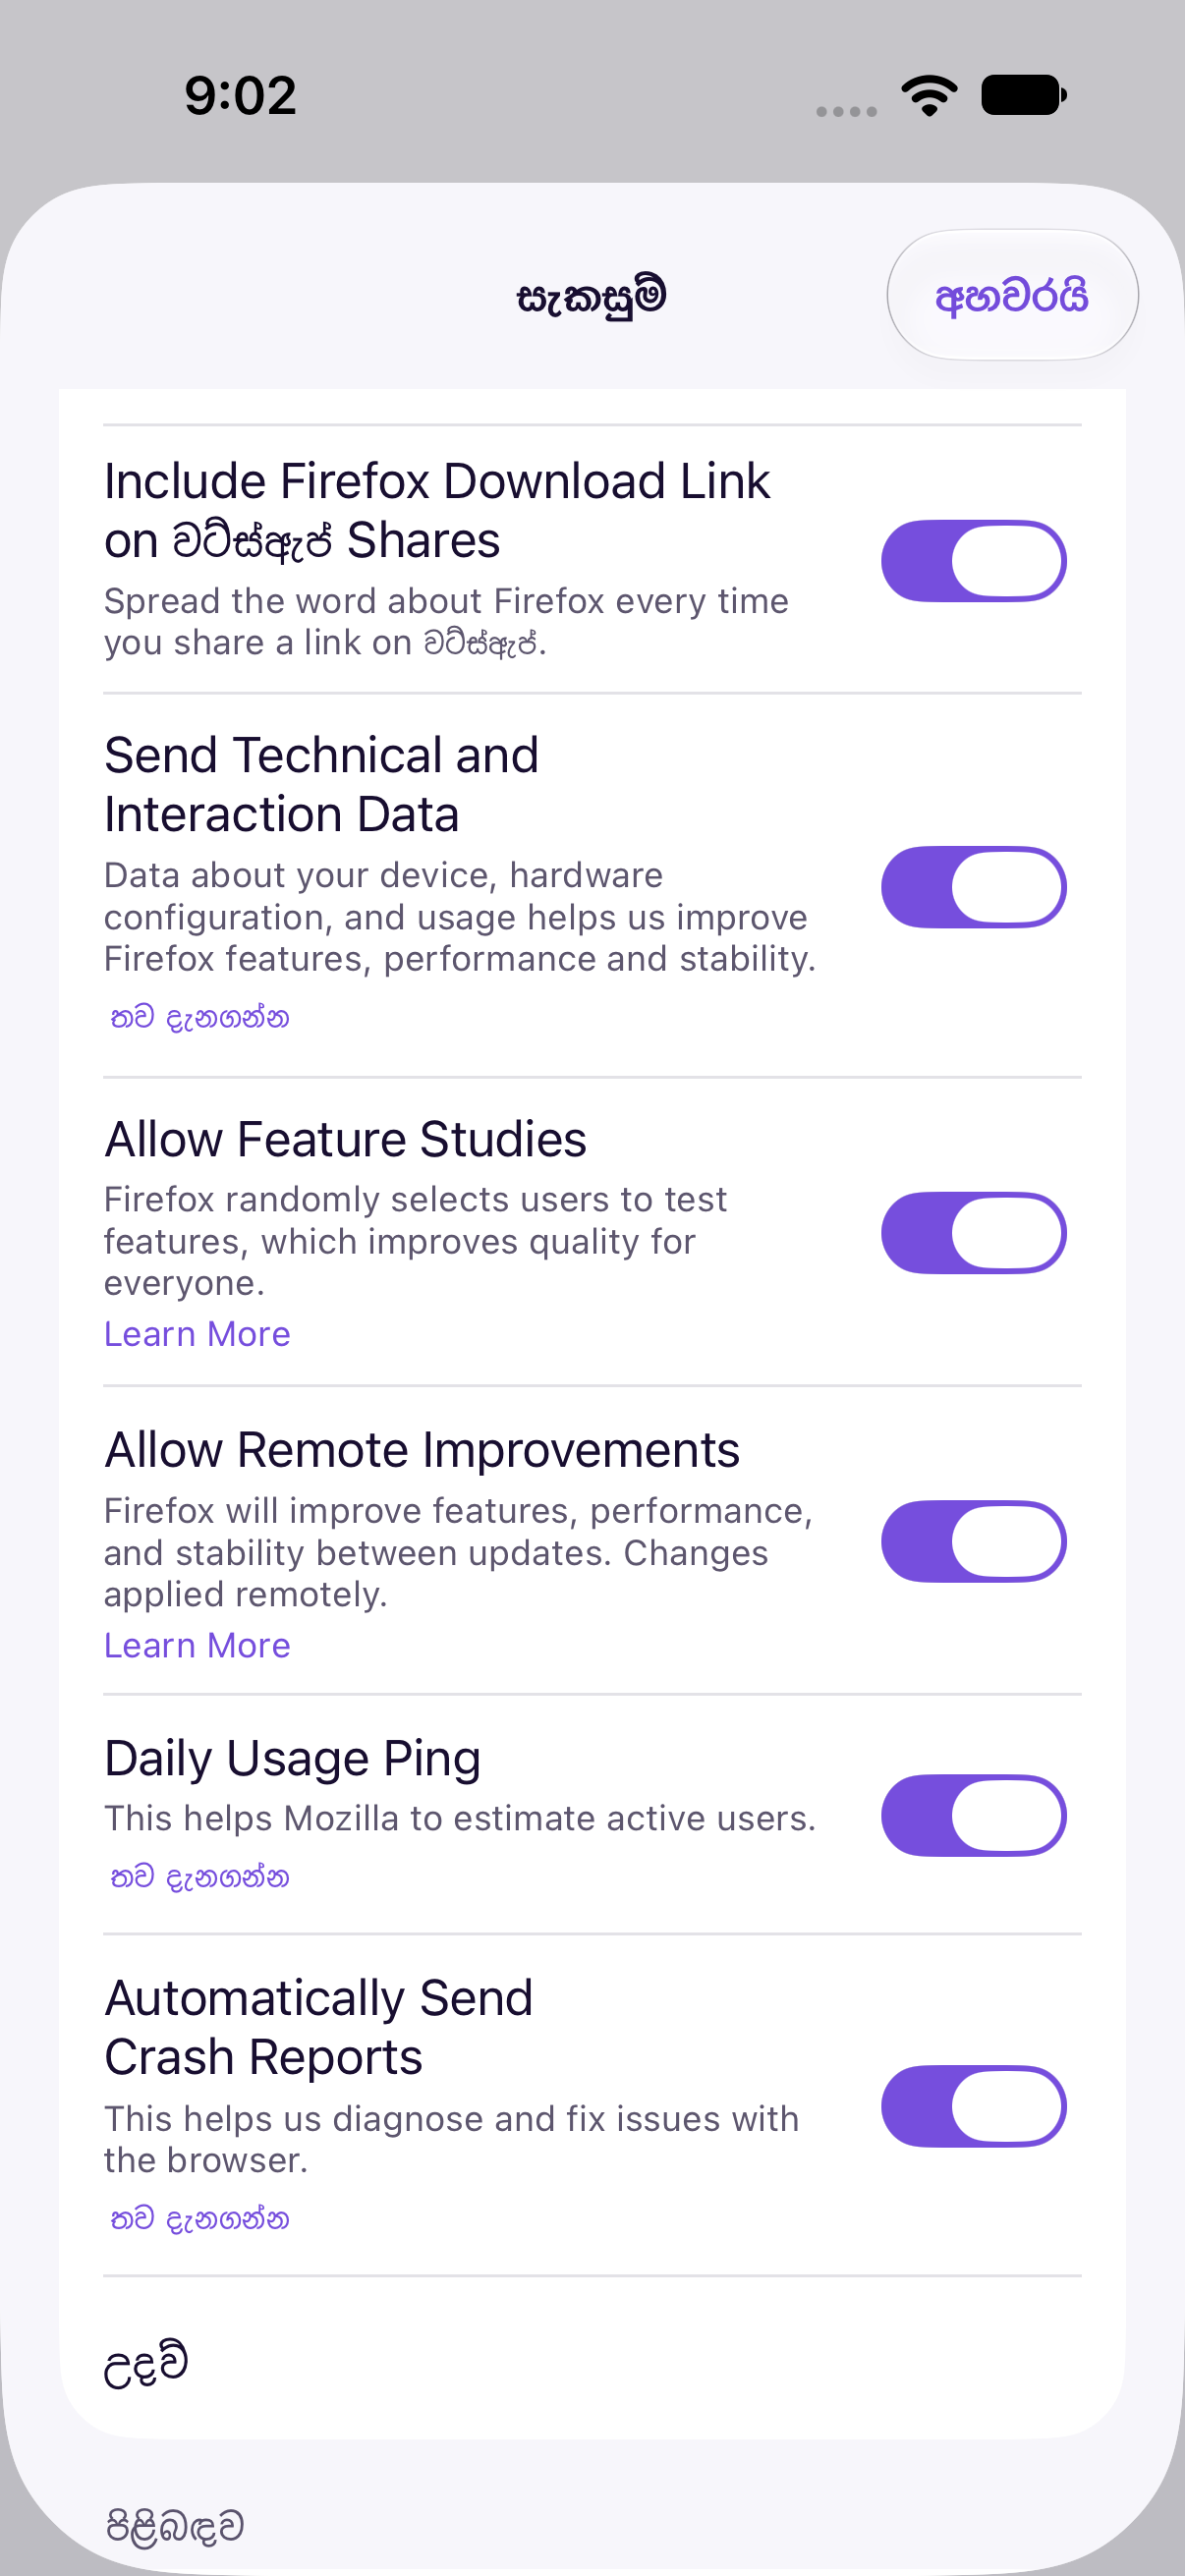 9:02
සැකසුම්
අහවරයි
Include Firefox Download Link
on වට්ස්ඇප් Shares
Spread the word about Firefox every time
you share a link on වට්ස්ඇප්.
Send Technical and
Interaction Data
Data about your device, hardware
configuration, and usage helps us improve
Firefox features, performance and stability.
තව දැනගන්න
Allow Feature Studies
Firefox randomly selects users to test
features, which improves quality for
everyone.
Learn More
Allow Remote Improvements
Firefox will improve features, performance,
and stability between updates. Changes
applied remotely.
Learn More
Daily Usage Ping
This helps Mozilla to estimate active users.
තව දැනගන්න
Automatically Send
Crash Reports
This helps us diagnose and fix issues with
the browser.
තව දැනගන්න
උදව්
පිළිබඳව